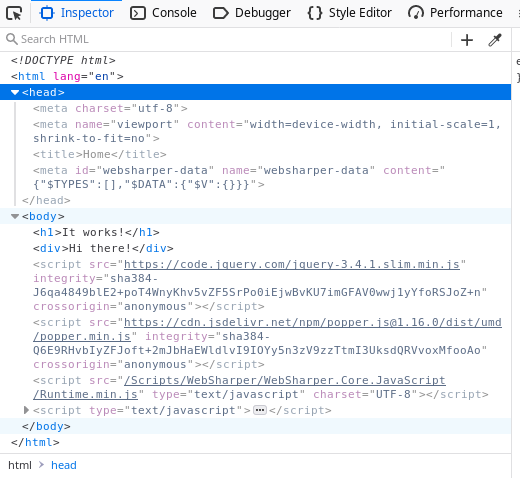 Inspector Console Debugger Style Editor Performance
Search HTML
<!DOCTYPE html>
<html lang="en">
<head>
<meta charset="utf-8">
<meta name="viewport" content="width=device-width, initial-scale=1,
shrink-to-fit=no">
<title>Home</title>
<meta id="websharper-data" name="websharper-data" content="
{"$TYPES":[],"$DATA":{"$V":{}}}">
</head>
<body>
<h1>It works!</h1>
<div>Hi there!</div>
<script src="https://code.jquery.com/jquery-3.4.1.slim.min.js"
integrity="sha384-
J6qa4849blE2+poT4WnyKhv5vZF5SrPo0iEjwBvKU7imGFAV0wwj1yYfoRSJoZ+n"
crossorigin="anonymous"></script>
<script src="https://cdn.jsdelivr.net/npm/popper.js@1.16.0/dist/umd
/popper.min.js" integrity="sha384-
Q6E9RHvbIyZFJoft+2mJbHaEWldlvI9IOYy5n3zV9zzTtmI3UksdQRVvoxMfooAo"
crossorigin="anonymous"></script>
<script src="/Scripts/WebSharper/WebSharper.Core.JavaScript
/Runtime.min.js" type="text/javascript" charset="UTF-8"></script>
<script type="text/javascript">…</script>
</body>
</html>
html > head